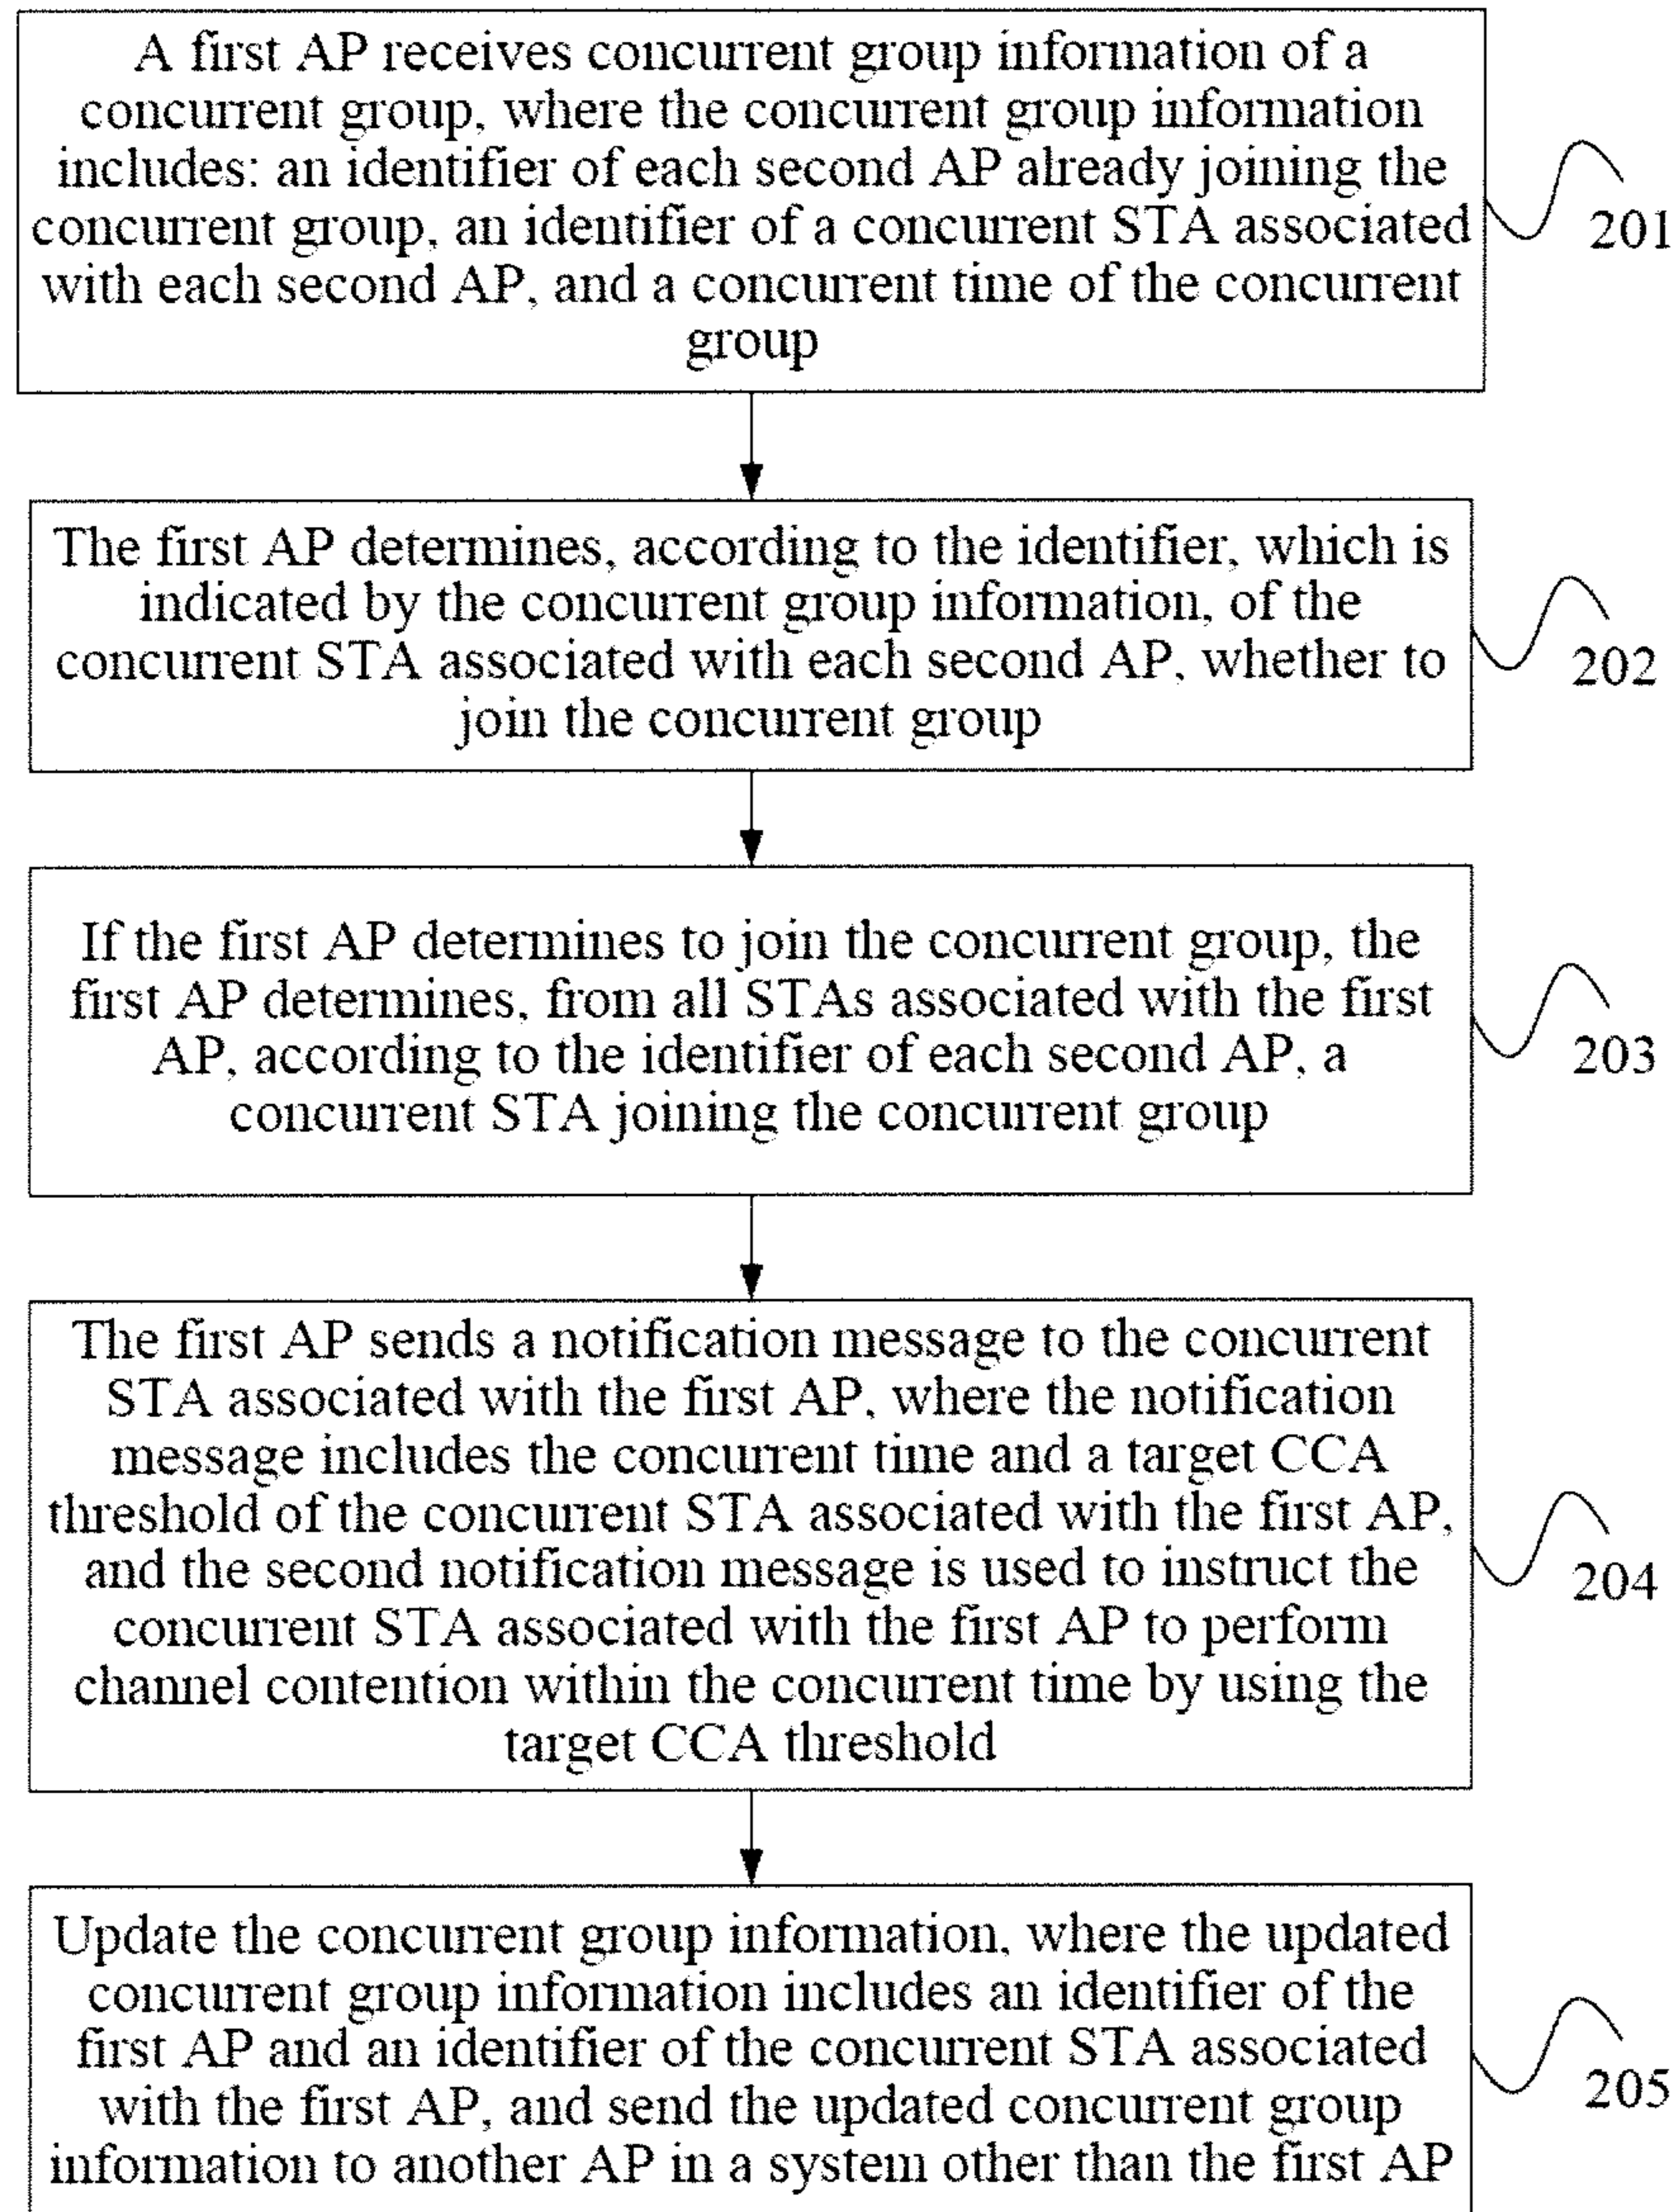 A first AP receives concurrent group information of a
concurrent group, where the concurrent group information
includes: an identifier of each second AP already joining the
concurrent group, an identifier of a concurrent STA associated
with each second AP, and a concurrent time of the concurrent
group
201
The first AP determines, according to the identifier, which is
indicated by the concurrent group information, of the
concurrent STA associated with each second AP, whether to
join the concurrent group
202
If the first AP determines to join the concurrent group, the
first AP determines, from all STAs associated with the first
AP, according to the identifier of each second AP, a
concurrent STA joining the concurrent group
203
The first AP sends a notification message to the concurrent
STA associated with the first AP, where the notification
message includes the concurrent time and a target CCA
threshold of the concurrent STA associated with the first AP,
and the second notification message is used to instruct the
concurrent STA associated with the first AP to perform
channel contention within the concurrent time by using the
target CCA threshold
204
Update the concurrent group information, where the updated
concurrent group information includes an identifier of the
first AP and an identifier of the concurrent STA associated
with the first AP, and send the updated concurrent group
information to another AP in a system other than the first AP
205